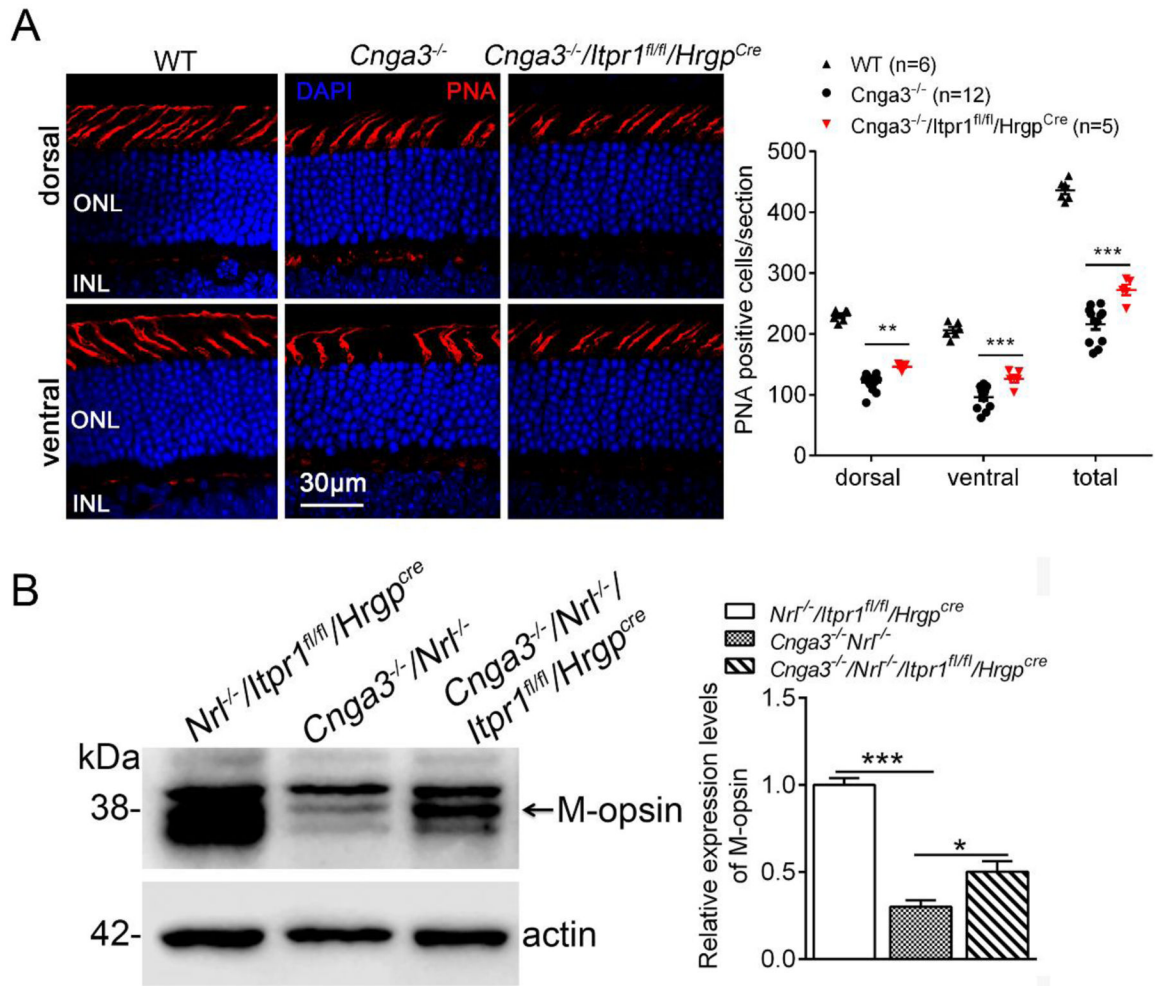 A
WT
Cnga3-/-
Cnga3-/-/Itpr1fl/fl/HrgpCre
DAPI
PNA
dorsal
ONL
INL
ventral
ONL
INL
30μm
WT (n=6)
Cnga3-/- (n=12)
Cnga3-/-/Itpr1fl/fl/HrgpCre (n=5)
PNA positive cells/section
500
400
300
200
100
0
**
***
***
dorsal
ventral
total
B
Nrl-/-/Itpr1fl/fl/Hrgpcre
Cnga3-/-/Nrl-/-
Cnga3-/-/Nrl-/-/
Itpr1fl/fl/Hrgpcre
kDa
38-
←M-opsin
42-
actin
Nrl-/-/Itpr1fl/fl/Hrgpcre
Cnga3-/-Nrl-/-
Cnga3-/-/Nrl-/-/Itpr1fl/fl/Hrgpcre
Relative expression levels
of M-opsin
1.5
1.0
0.5
0.0
***
*